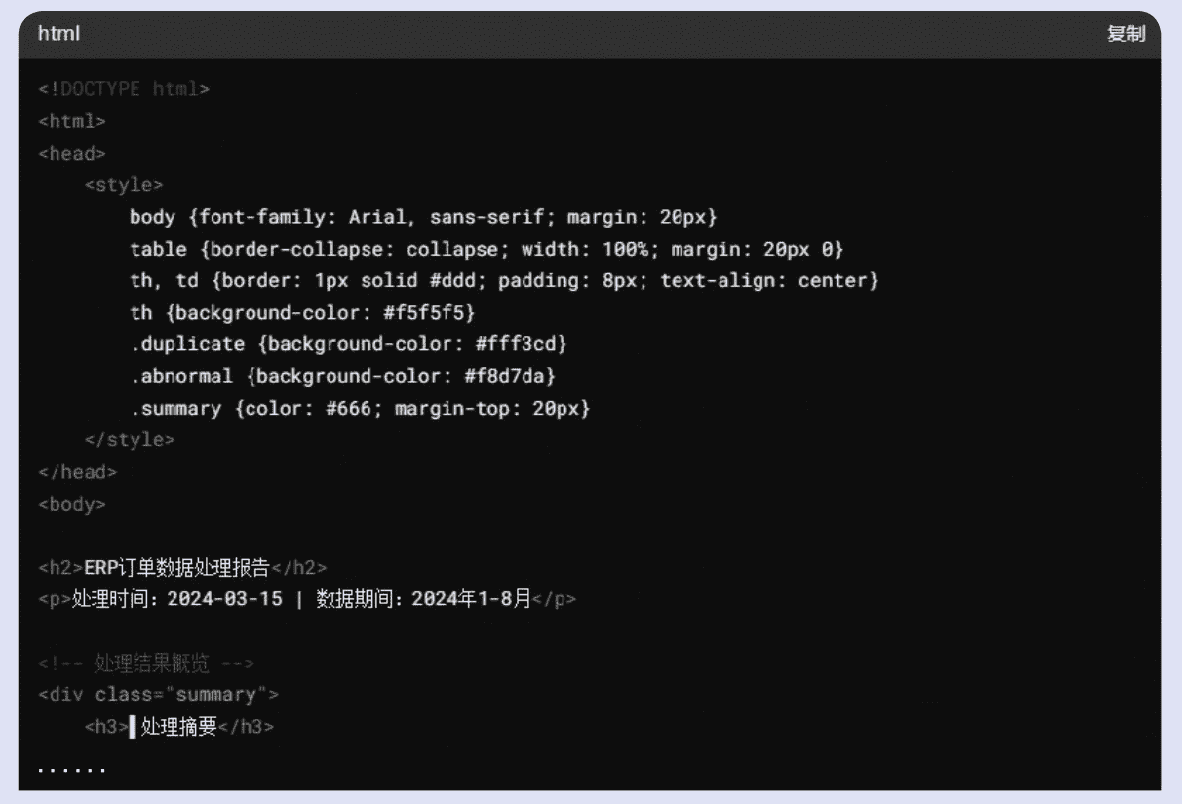 html
复制
<!DOCTYPE html>
<html>
<head>
<style>
body {font-family: Arial, sans-serif; margin: 20px}
table {border-collapse: collapse; width: 100%; margin: 20px 0}
th, td {border: 1px solid #ddd; padding: 8px; text-align: center}
th {background-color: #f5f5f5}
.duplicate {background-color: #fff3cd}
.abnormal {background-color: #f8d7da}
.summary {color: #666; margin-top: 20px}
</style>
</head>
<body>
<h2>ERP订单数据处理报告</h2>
<p>处理时间：2024-03-15 | 数据期间：2024年1-8月</p>
<!-- 处理结果概览 -->
<div class="summary">
<h3>▌处理摘要</h3>
......